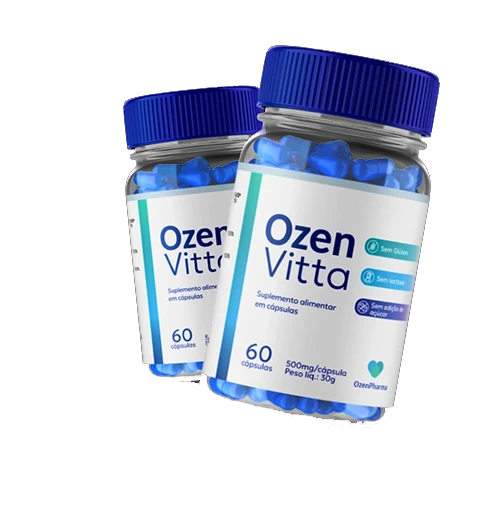 Ozen
Vitta
Suplemento alimentar
em cápsulas
60
cápsulas
500mg/cápsula
Peso líq.: 30g
Sem Glúten
Sem lactose
Sem adição de
açúcar
OzenPharma
Ozen
Vitta
Suplemento
em cápsulas
60
cápsulas